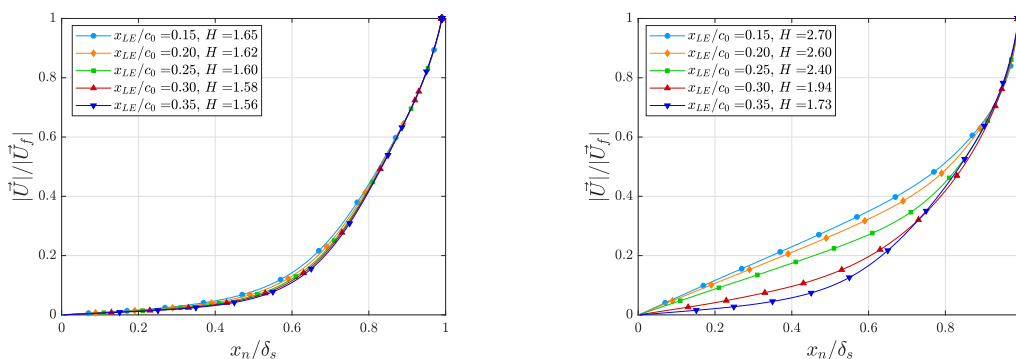 1
0.8
0.6
0.4
0.2
0
0
0.2
0.4
0.6
0.8
1
|U⃗|/|U⃗_f|
x_n/δ_s
x_LE/c_0 =0.15, H =1.65
x_LE/c_0 =0.20, H =1.62
x_LE/c_0 =0.25, H =1.60
x_LE/c_0 =0.30, H =1.58
x_LE/c_0 =0.35, H =1.56
1
0.8
0.6
0.4
0.2
0
0
0.2
0.4
0.6
0.8
|U⃗|/|U⃗_f|
x_n/δ_s
x_LE/c_0 =0.15, H =2.70
x_LE/c_0 =0.20, H =2.60
x_LE/c_0 =0.25, H =2.40
x_LE/c_0 =0.30, H =1.94
x_LE/c_0 =0.35, H =1.73